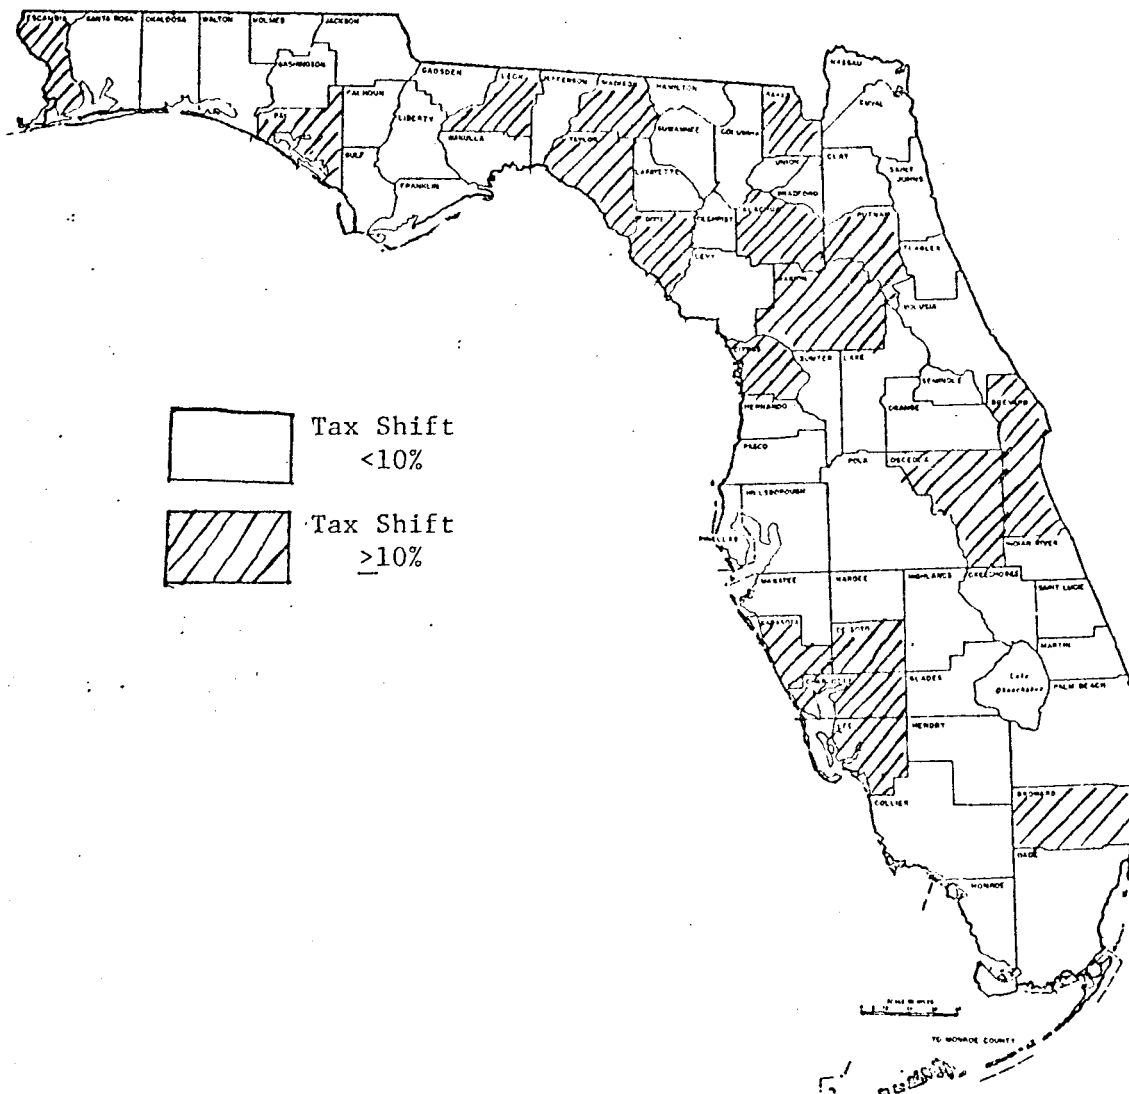 ESCAMBIA
SANTA ROSA
OKALOOSA
WALTON
HOLMES
JACKSON
WASHINGTON
BAY
CALHOUN
GULF
GADSDEN
LIBERTY
FRANKLIN
LEON
WAKULLA
JEFFERSON
MADISON
TAYLOR
HAMILTON
SUWANNEE
LAFAYETTE
DIXIE
COLUMBIA
GILCHRIST
LEVY
BAKER
UNION
BRADFORD
ALACHUA
NASSAU
DUVAL
CLAY
SAINT
JOHNS
PUTNAM
FLAGLER
MARION
VOLUSIA
CITRUS
SUMTER
LAKE
HERNANDO
PASCO
SEMINOLE
ORANGE
BREVARD
Tax Shift
<10%
Tax Shift
≥10%
POLK
OSCEOLA
HILLSBOROUGH
PINELLAS
INDIAN RIVER
MANATEE
HARDEE
HIGHLANDS
OKEECHOBEE
SAINT LUCIE
SARASOTA
DE SOTO
MARTIN
CHARLOTTE
GLADES
Lake
Okeechobee
PALM BEACH
LEE
HENDRY
COLLIER
BROWARD
DADE
MONROE
TO MONROE COUNTY